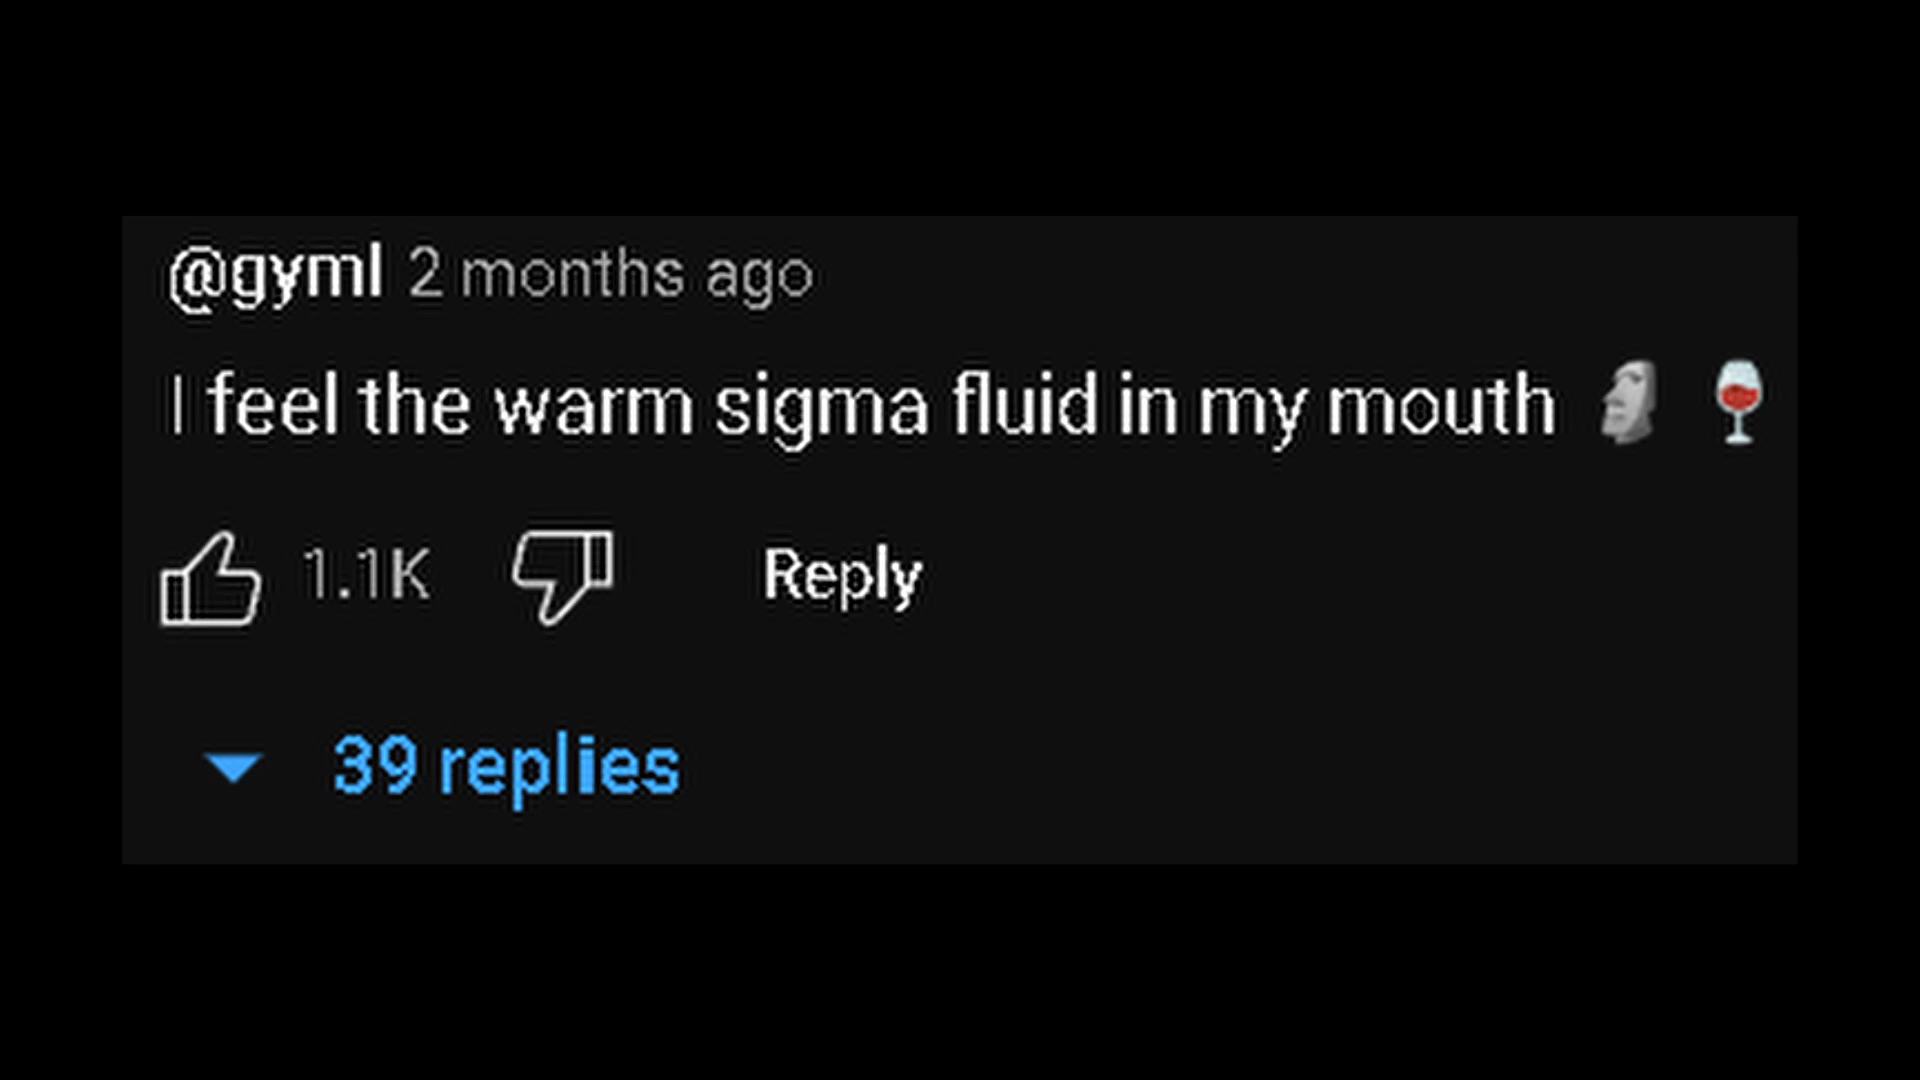 @gyml 2 months ago
I feel the warm sigma fluid in my mouth 🗿 🍷
1.1K Reply
39 replies